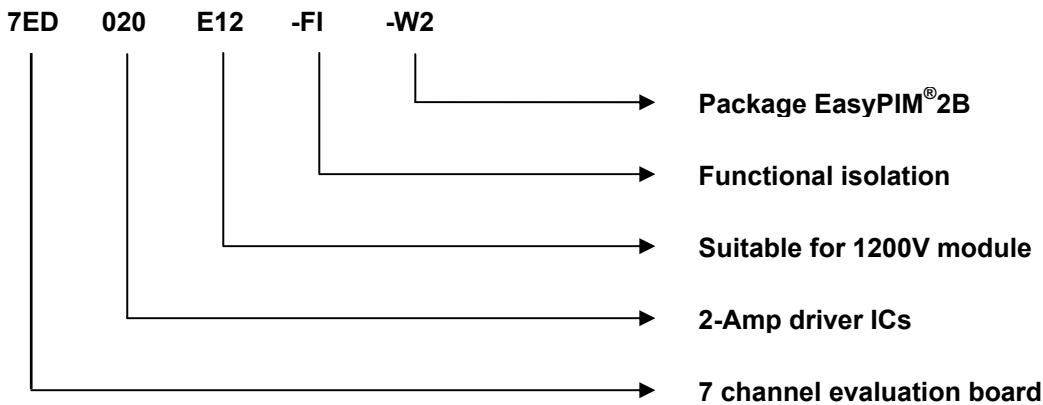 7ED 020 E12 -FI -W2
Package EasyPIM®2B
Functional isolation
Suitable for 1200V module
2-Amp driver ICs
7 channel evaluation board